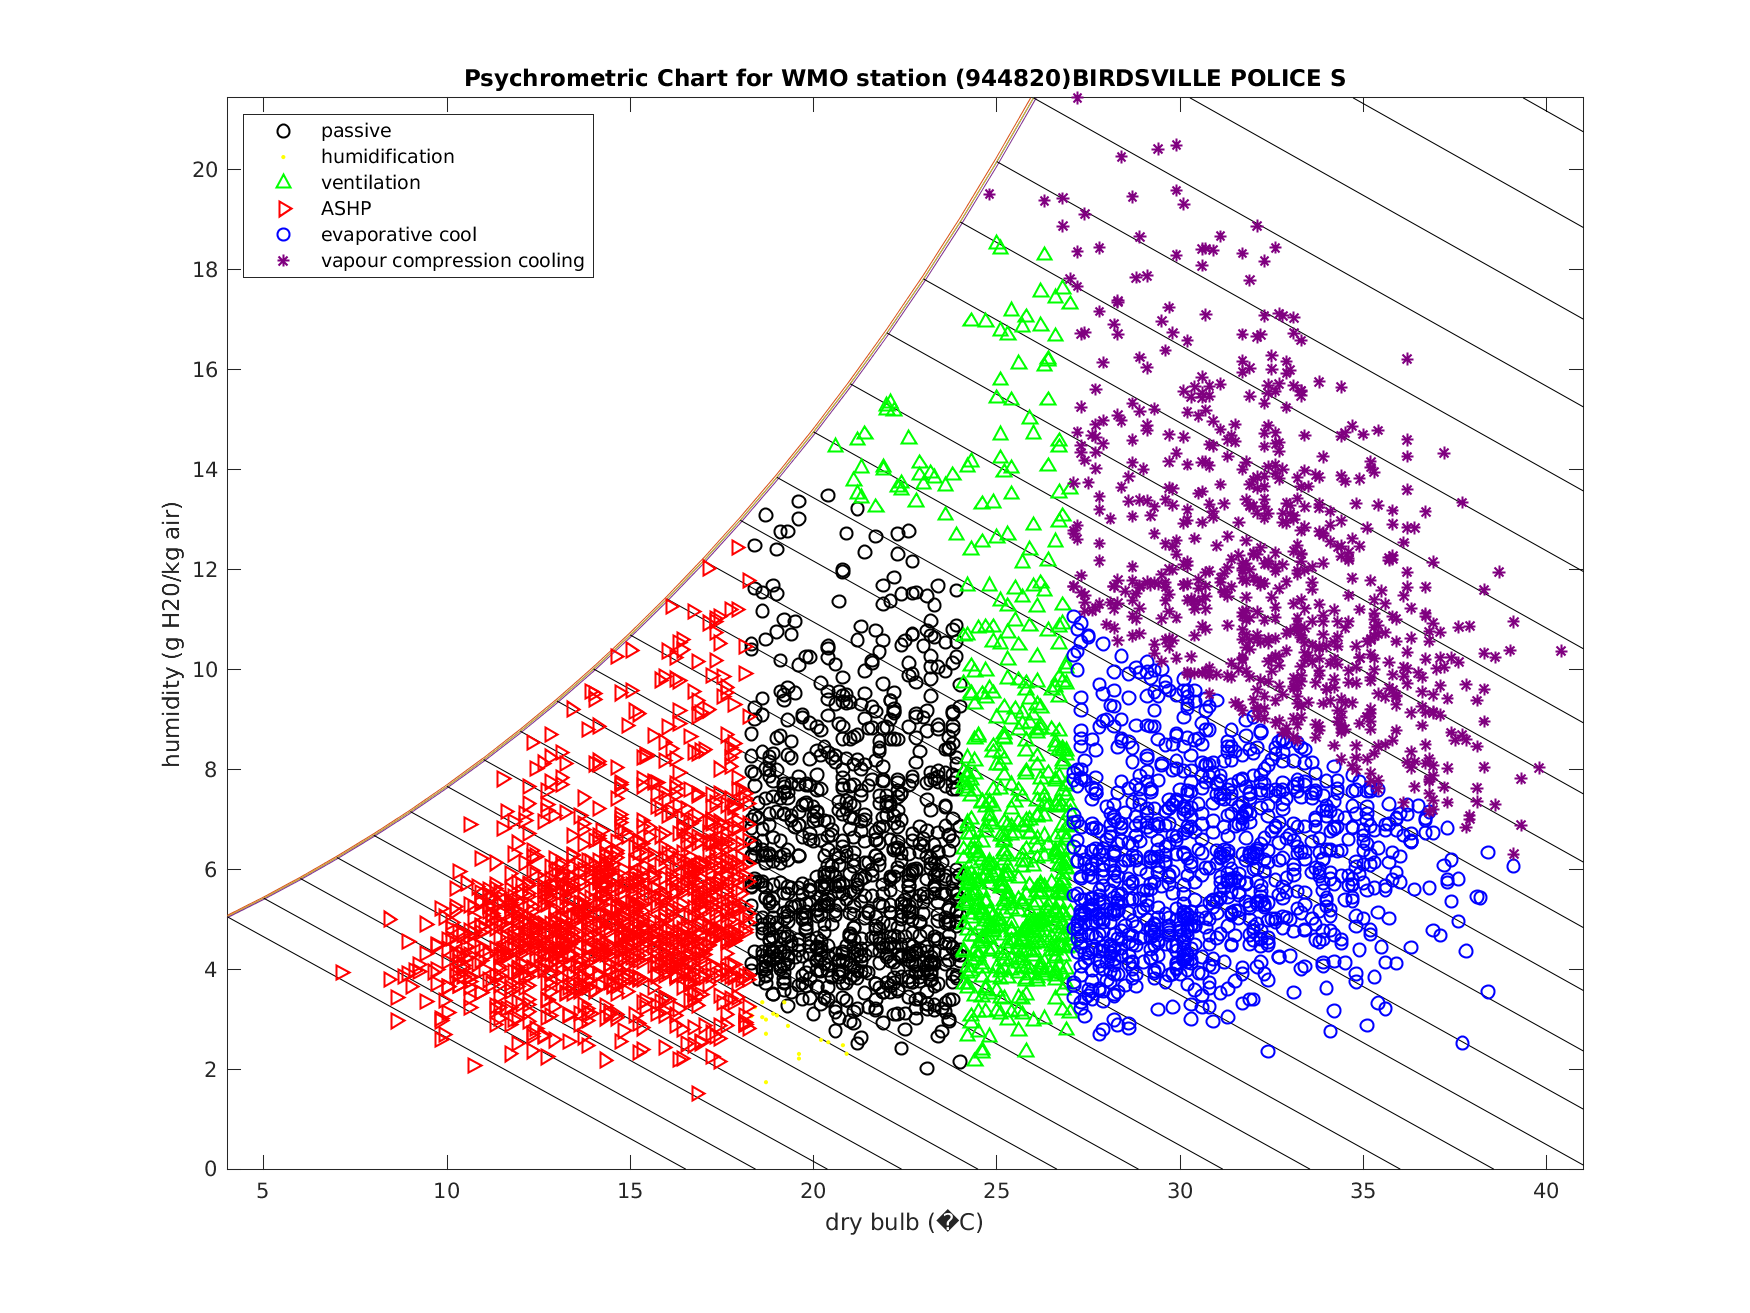 Psychrometric Chart for WMO station (944820)BIRDSVILLE POLICE S
passive
humidification
ventilation
ASHP
evaporative cool
vapour compression cooling
humidity (g H20/kg air)
20
18
16
14
12
10
8
6
4
2
0
5
10
15
20
25
30
35
40
dry bulb (�C)